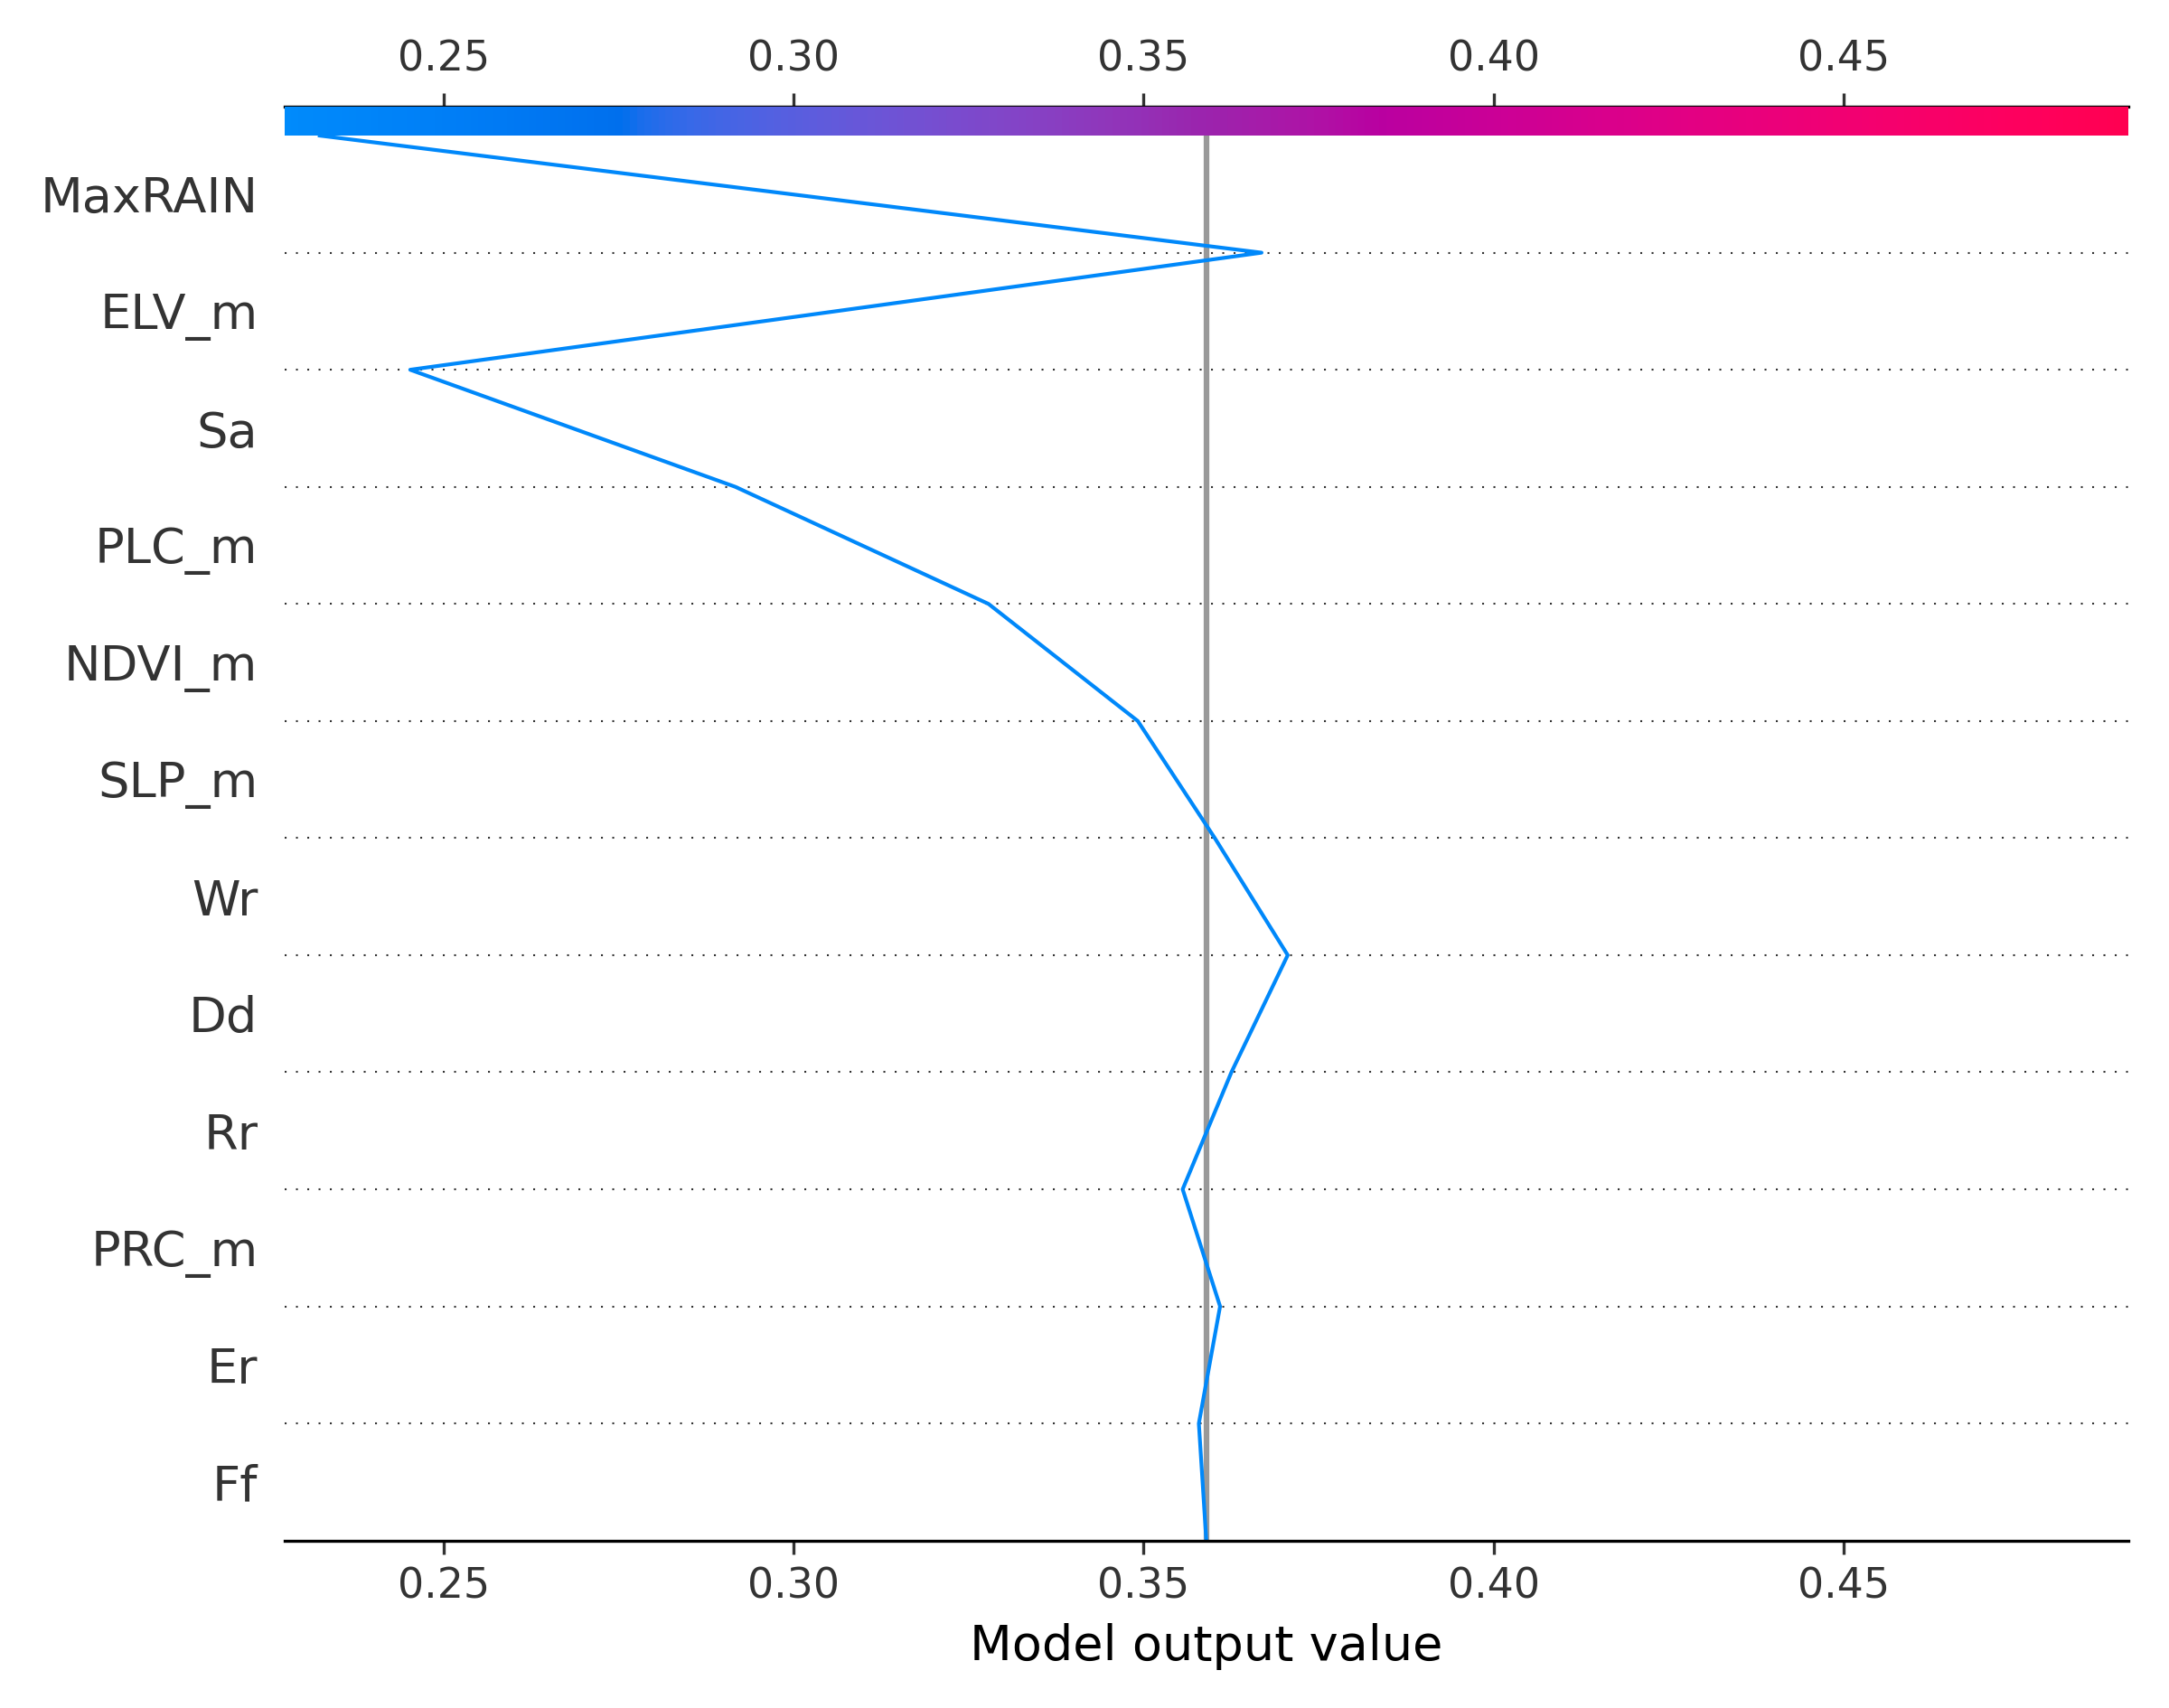 0.25 0.30 0.35 0.40 0.45
MaxRAIN
ELV_m
Sa
PLC_m
NDVI_m
SLP_m
Wr
Dd
Rr
PRC_m
Er
Ff
0.25 0.30 0.35 0.40 0.45
Model output value